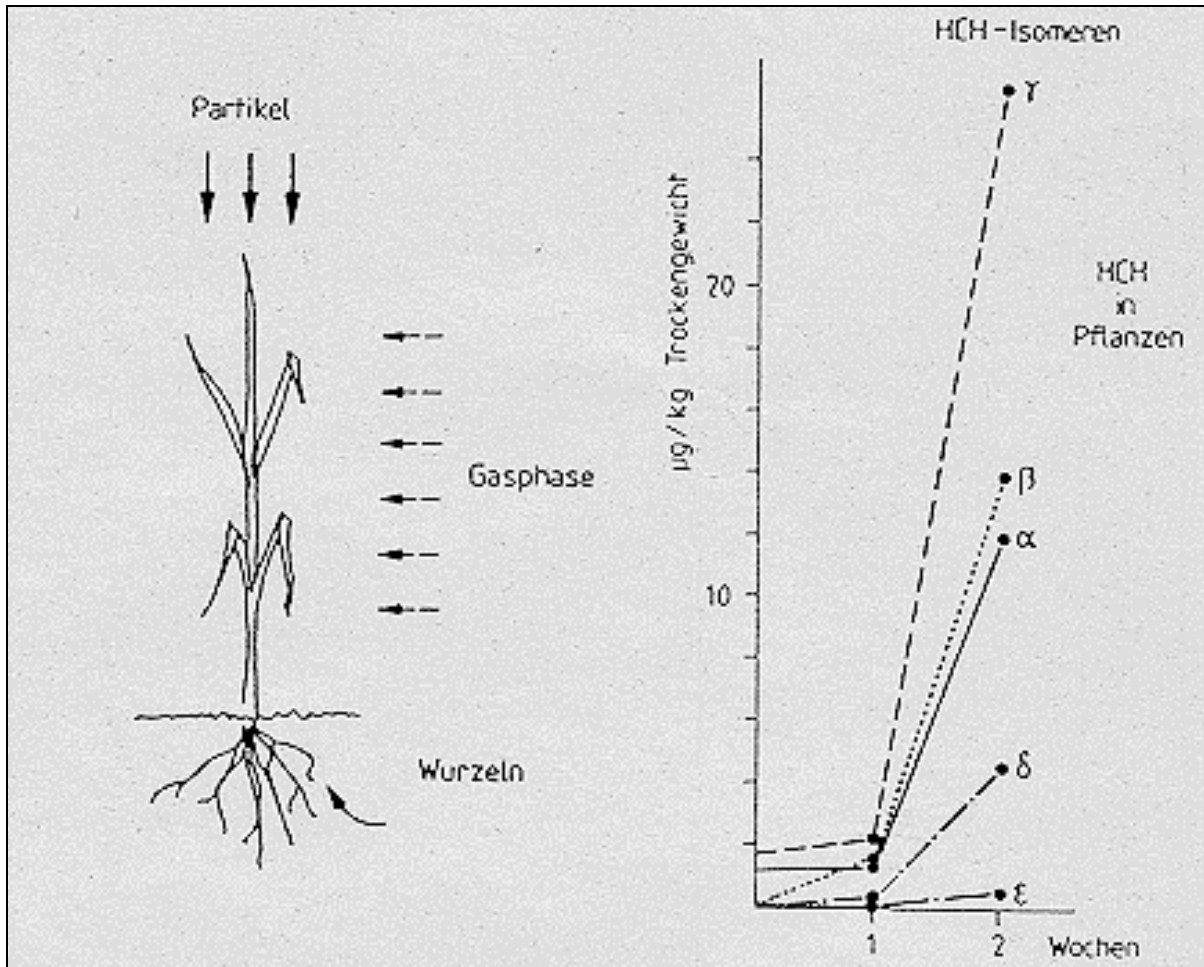 Partikel
Gasphase
Wurzeln
HCH-Isomeren
µg/kg Trockengewicht
20
10
HCH
in
Pflanzen
γ
β
α
δ
ε
1
2
Wochen